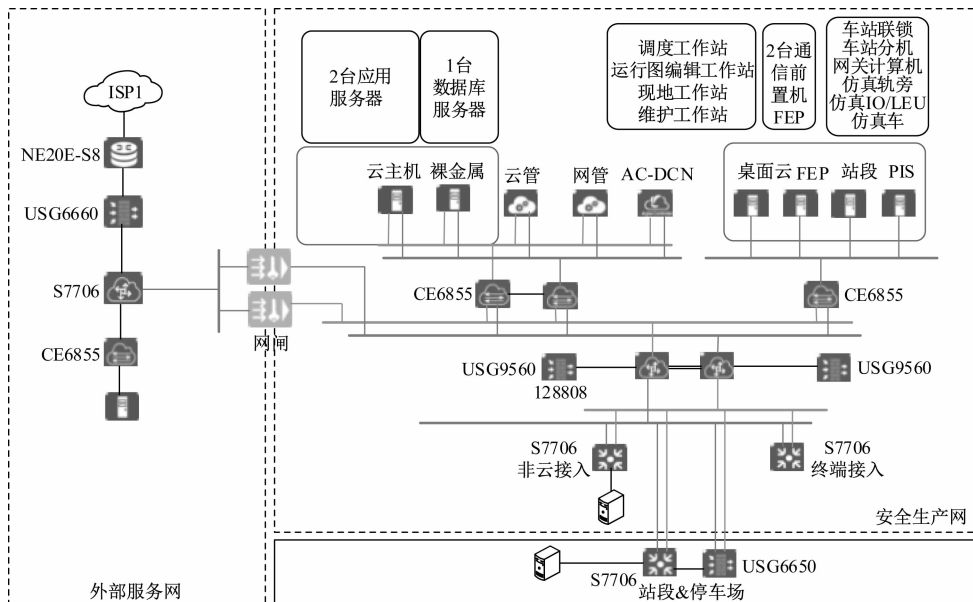 ISP1
NE20E-S8
USG6660
S7706
CE6855
外部服务网
网闸
2台应用
服务器
1台
数据库
服务器
调度工作站
运行图编辑工作站
现地工作站
维护工作站
2台通
信前
置机
FEP
车站联锁
车站分机
网关计算机
仿真轨旁
仿真IO/LEU
仿真车
云主机
裸金属
云管
网管
AC-DCN
桌面云
FEP
站段
PIS
CE6855
CE6855
USG9560
128808
USG9560
S7706
非云接入
S7706
终端接入
安全生产网
S7706
USG6650
站段&停车场